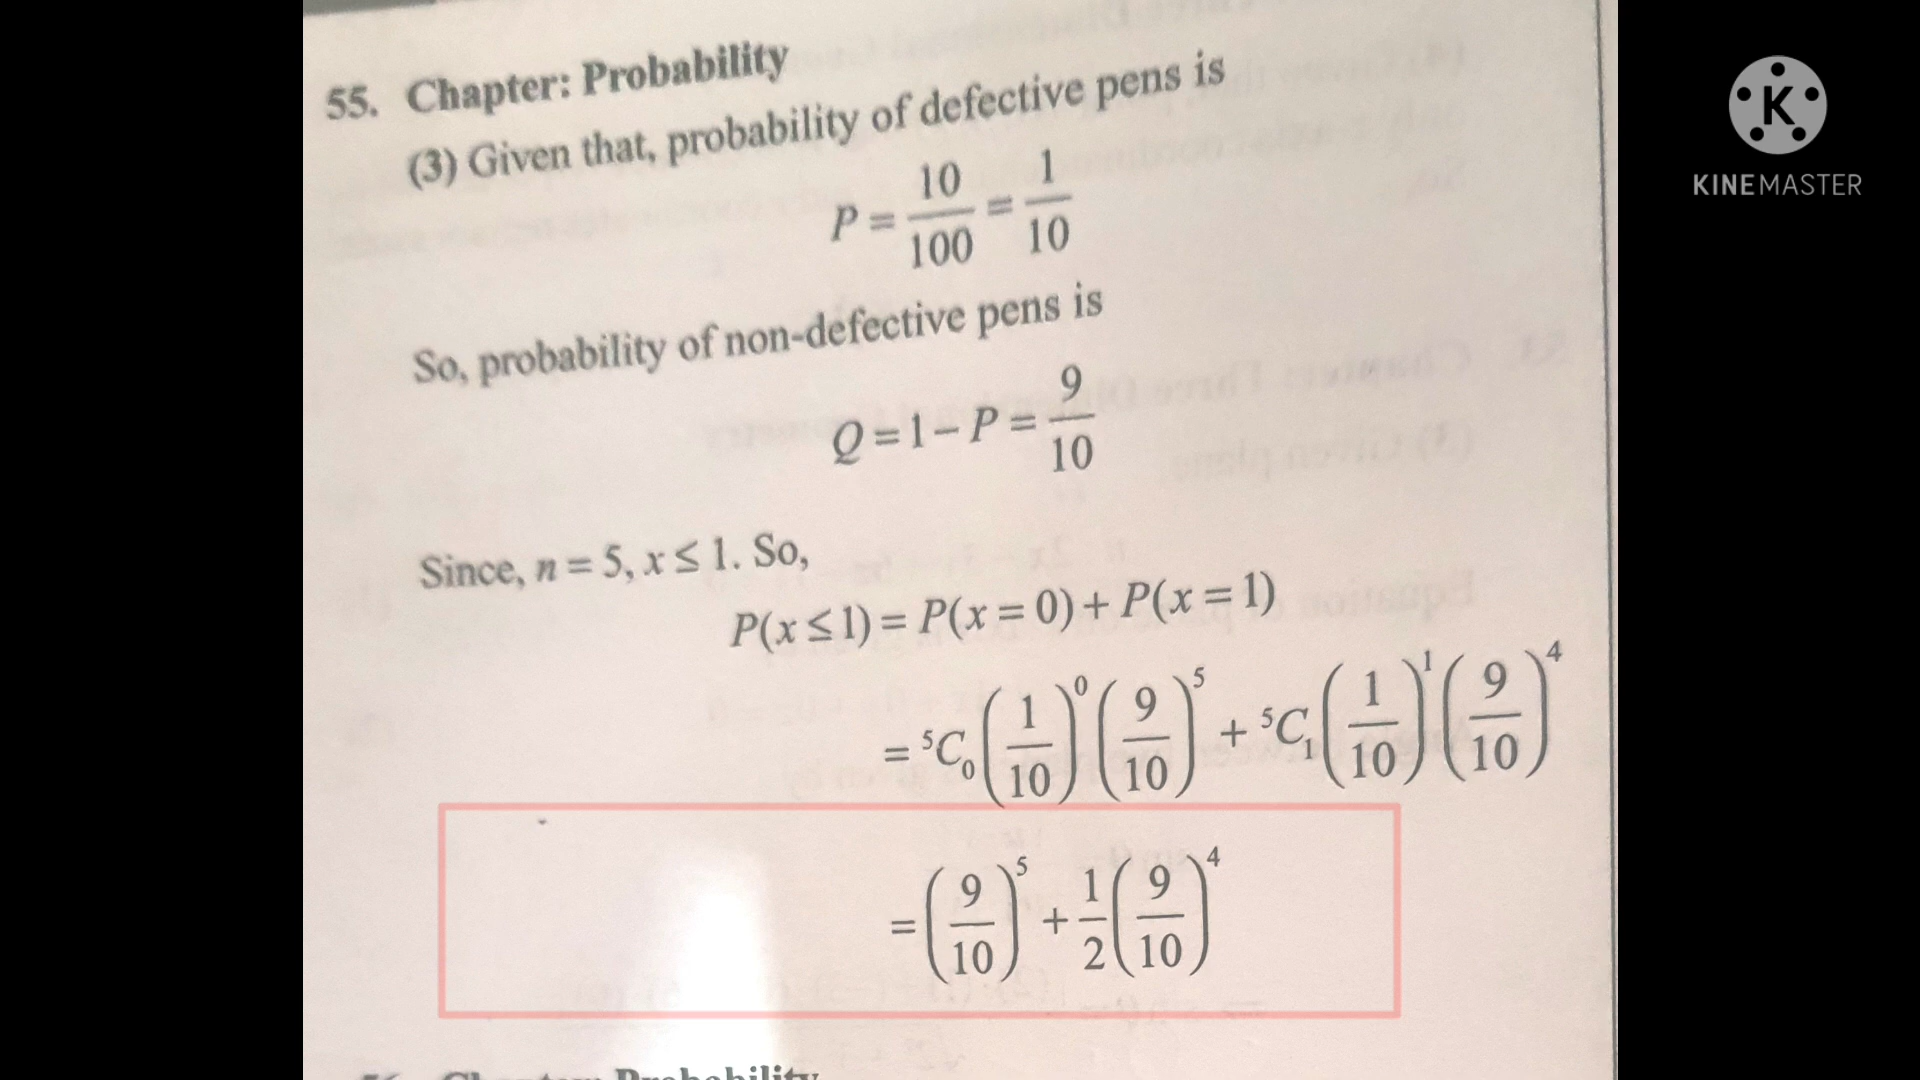 55. Chapter: Probability
(3) Given that, probability of defective pens is
P = 10/100 = 1/10
So, probability of non-defective pens is
Q = 1 − P = 9/10
Since, n = 5, x ≤ 1. So,
P(x ≤ 1) = P(x = 0) + P(x = 1)
= ⁵C₀ (1/10)⁰ (9/10)⁵ + ⁵C₁ (1/10)¹ (9/10)⁴
= (9/10)⁵ + 1/2 (9/10)⁴
Chapter: Probability
K
KINEMASTER